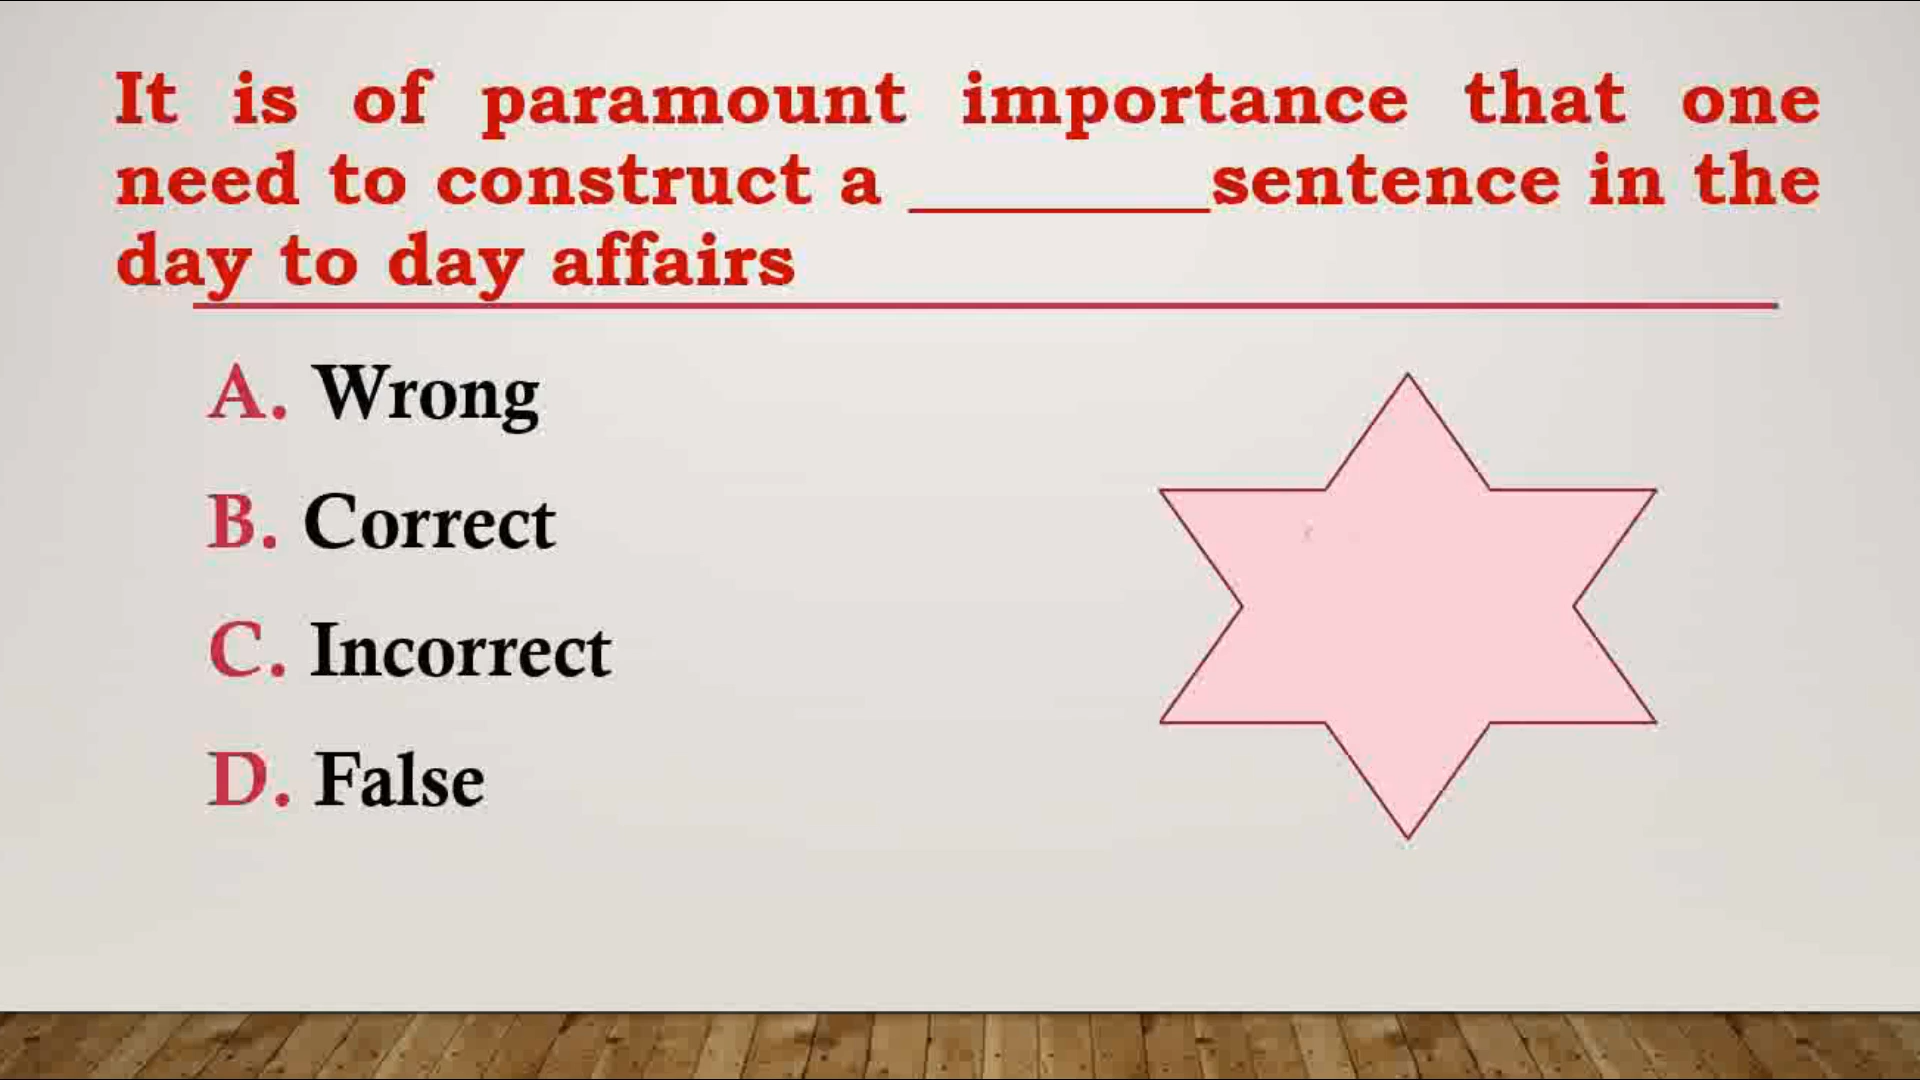 It is of paramount importance that one
need to construct a ________sentence in the
day to day affairs
A. Wrong
B. Correct
C. Incorrect
D. False